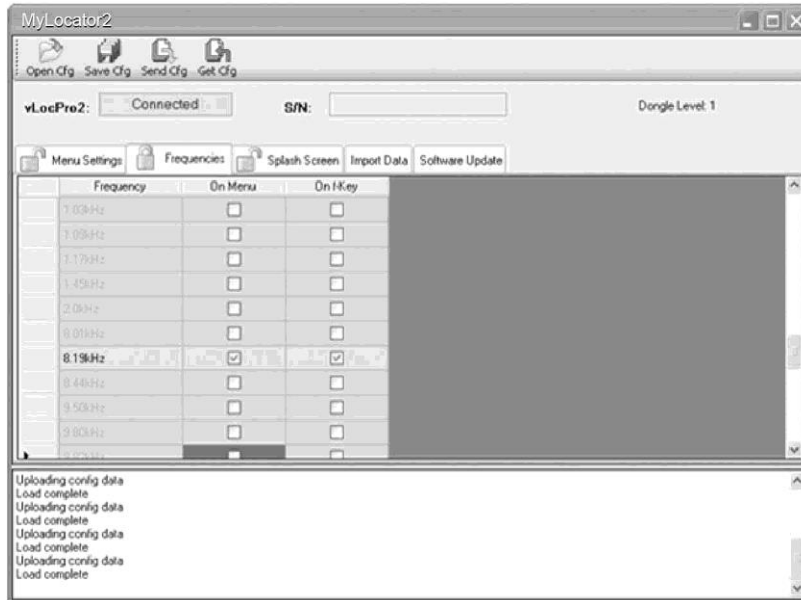 MyLocator2
Open Cfg Save Cfg Send Cfg Get Cfg
vLocPro2: Connected S/N: Dongle Level: 1
Menu Settings Frequencies Splash Screen Import Data Software Update
Frequency On Menu On f-Key
1.03kHz
1.09kHz
1.17kHz
1.45kHz
2.0kHz
8.01kHz
8.19kHz
8.44kHz
9.50kHz
9.80kHz
Uploading config data
Load complete
Uploading config data
Load complete
Uploading config data
Load complete
Uploading config data
Load complete